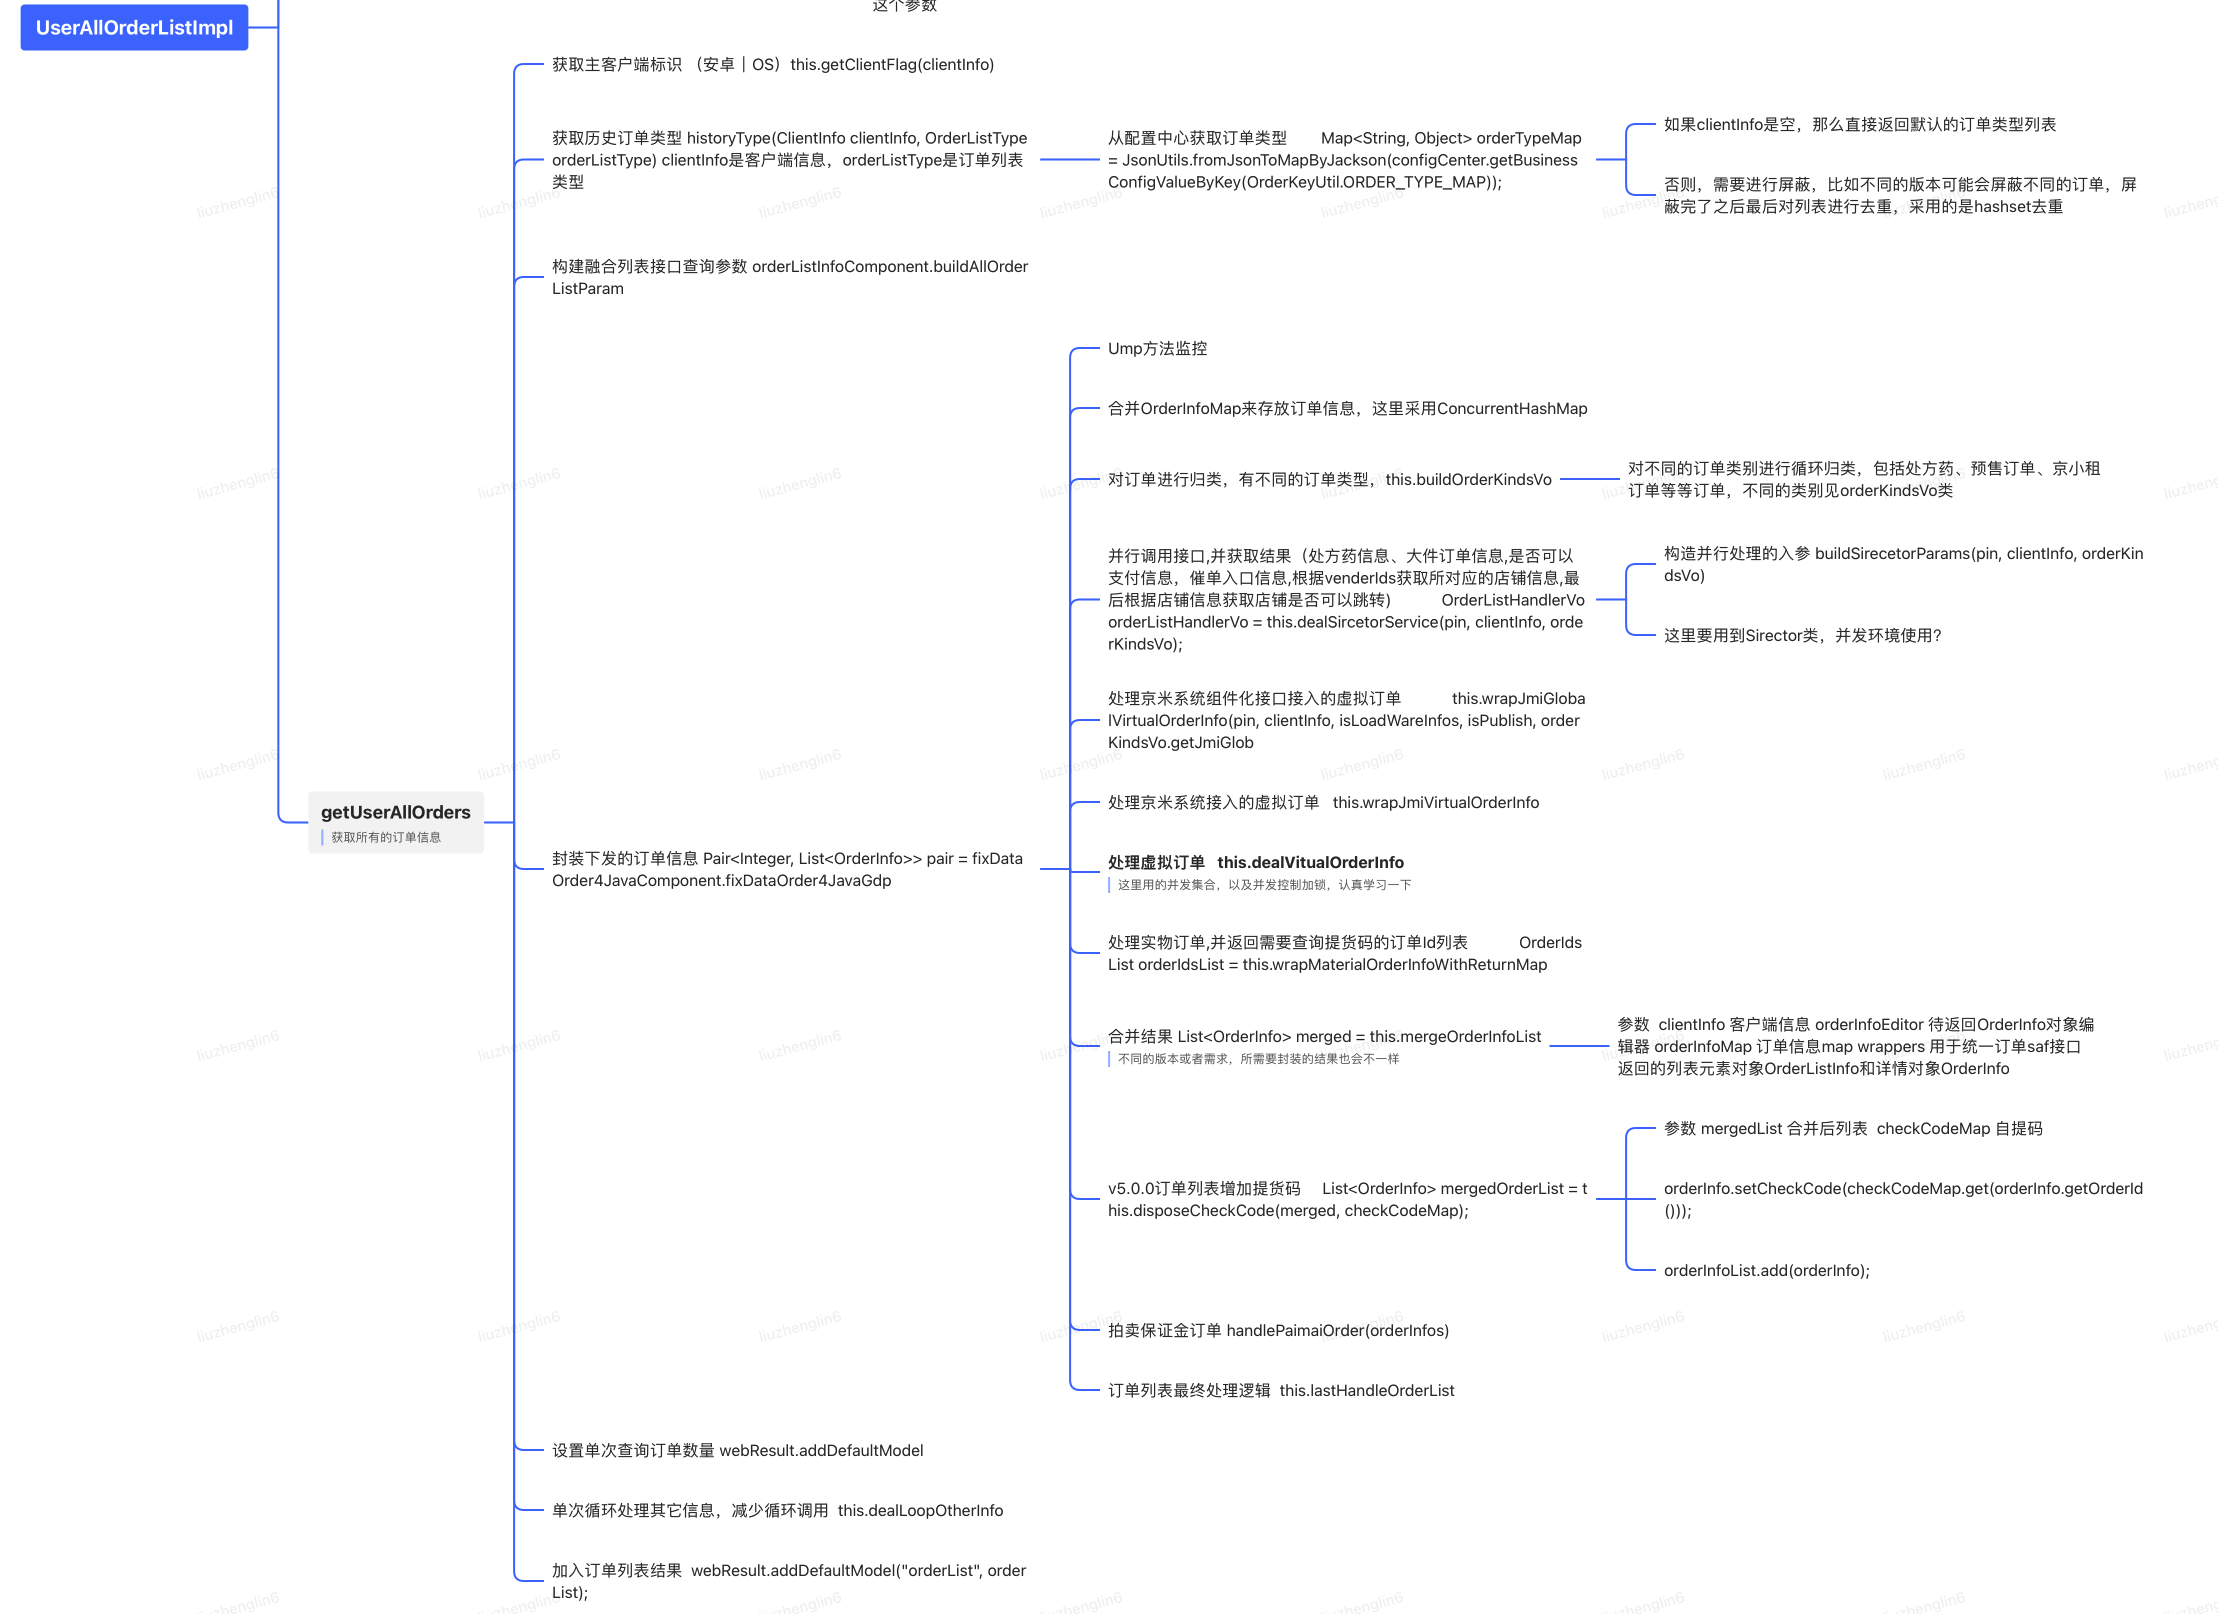 这个参数
UserAllOrderListImpl
获取主客户端标识 （安卓｜OS）this.getClientFlag(clientInfo)
获取历史订单类型 historyType(ClientInfo clientInfo, OrderListType
orderListType) clientInfo是客户端信息，orderListType是订单列表
类型
从配置中心获取订单类型 Map<String, Object> orderTypeMap
= JsonUtils.fromJsonToMapByJackson(configCenter.getBusiness
ConfigValueByKey(OrderKeyUtil.ORDER_TYPE_MAP));
如果clientInfo是空，那么直接返回默认的订单类型列表
否则，需要进行屏蔽，比如不同的版本可能会屏蔽不同的订单，屏
蔽完了之后最后对列表进行去重，采用的是hashset去重
构建融合列表接口查询参数 orderListInfoComponent.buildAllOrder
ListParam
getUserAllOrders
获取所有的订单信息
封装下发的订单信息 Pair<Integer, List<OrderInfo>> pair = fixData
Order4JavaComponent.fixDataOrder4JavaGdp
Ump方法监控
合并OrderInfoMap来存放订单信息，这里采用ConcurrentHashMap
对订单进行归类，有不同的订单类型，this.buildOrderKindsVo
对不同的订单类别进行循环归类，包括处方药、预售订单、京小租
订单等等订单，不同的类别见orderKindsVo类
并行调用接口,并获取结果（处方药信息、大件订单信息,是否可以
支付信息，催单入口信息,根据venderIds获取所对应的店铺信息,最
后根据店铺信息获取店铺是否可以跳转) OrderListHandlerVo
orderListHandlerVo = this.dealSircetorService(pin, clientInfo, orde
rKindsVo);
构造并行处理的入参 buildSirecetorParams(pin, clientInfo, orderKin
dsVo)
这里要用到Sirector类，并发环境使用？
处理京米系统组件化接口接入的虚拟订单 this.wrapJmiGloba
lVirtualOrderInfo(pin, clientInfo, isLoadWareInfos, isPublish, order
KindsVo.getJmiGlob
处理京米系统接入的虚拟订单 this.wrapJmiVirtualOrderInfo
处理虚拟订单 this.dealVitualOrderInfo
这里用的并发集合，以及并发控制加锁，认真学习一下
处理实物订单,并返回需要查询提货码的订单Id列表 OrderIds
List orderIdsList = this.wrapMaterialOrderInfoWithReturnMap
合并结果 List<OrderInfo> merged = this.mergeOrderInfoList
不同的版本或者需求，所需要封装的结果也会不一样
参数 clientInfo 客户端信息 orderInfoEditor 待返回OrderInfo对象编
辑器 orderInfoMap 订单信息map wrappers 用于统一订单saf接口
返回的列表元素对象OrderListInfo和详情对象OrderInfo
v5.0.0订单列表增加提货码 List<OrderInfo> mergedOrderList = t
his.disposeCheckCode(merged, checkCodeMap);
参数 mergedList 合并后列表 checkCodeMap 自提码
orderInfo.setCheckCode(checkCodeMap.get(orderInfo.getOrderId
()));
orderInfoList.add(orderInfo);
拍卖保证金订单 handlePaimaiOrder(orderInfos)
订单列表最终处理逻辑 this.lastHandleOrderList
设置单次查询订单数量 webResult.addDefaultModel
单次循环处理其它信息，减少循环调用 this.dealLoopOtherInfo
加入订单列表结果 webResult.addDefaultModel("orderList", order
List);
liuzhenglin6